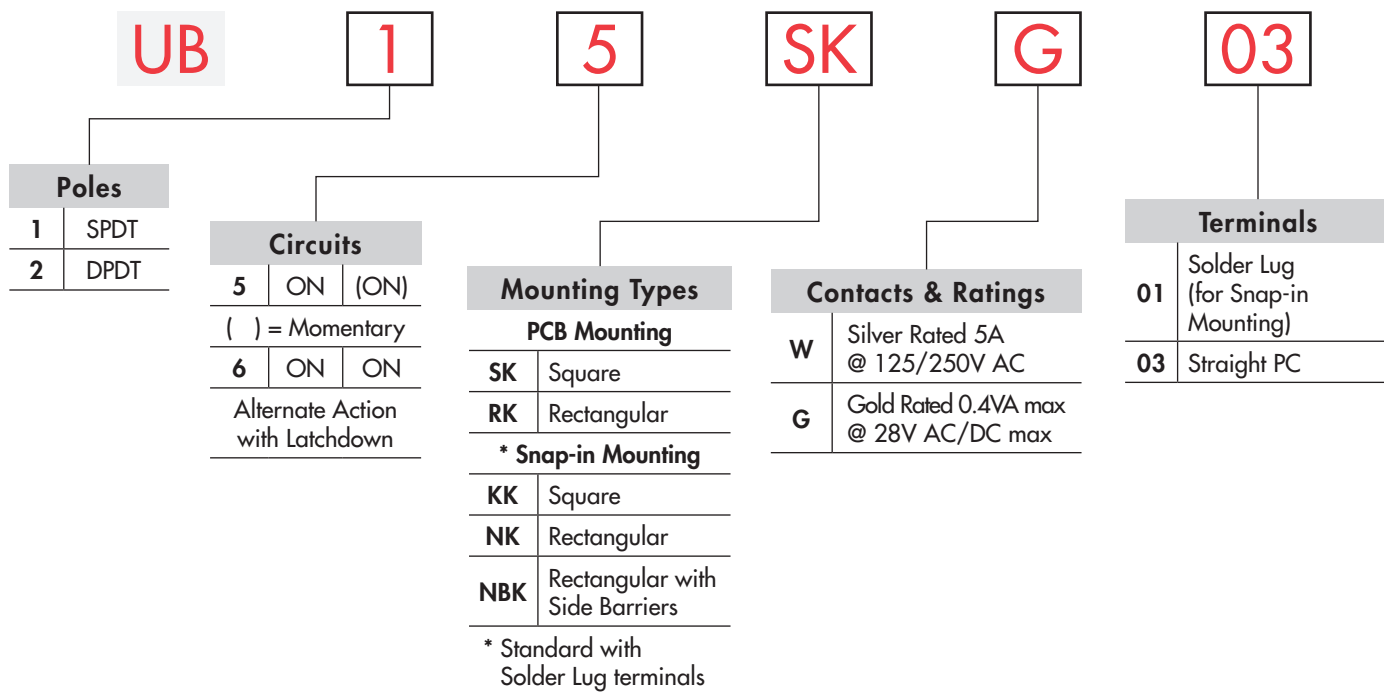 UB 1 5 SK G 03
Poles
1 SPDT
2 DPDT
Circuits
5 ON (ON)
( ) = Momentary
6 ON ON
Alternate Action
with Latchdown
Mounting Types
PCB Mounting
SK Square
RK Rectangular
* Snap-in Mounting
KK Square
NK Rectangular
NBK Rectangular with
Side Barriers
* Standard with
Solder Lug terminals
Contacts & Ratings
W Silver Rated 5A
@ 125/250V AC
G Gold Rated 0.4VA max
@ 28V AC/DC max
Terminals
01 Solder Lug
(for Snap-in
Mounting)
03 Straight PC